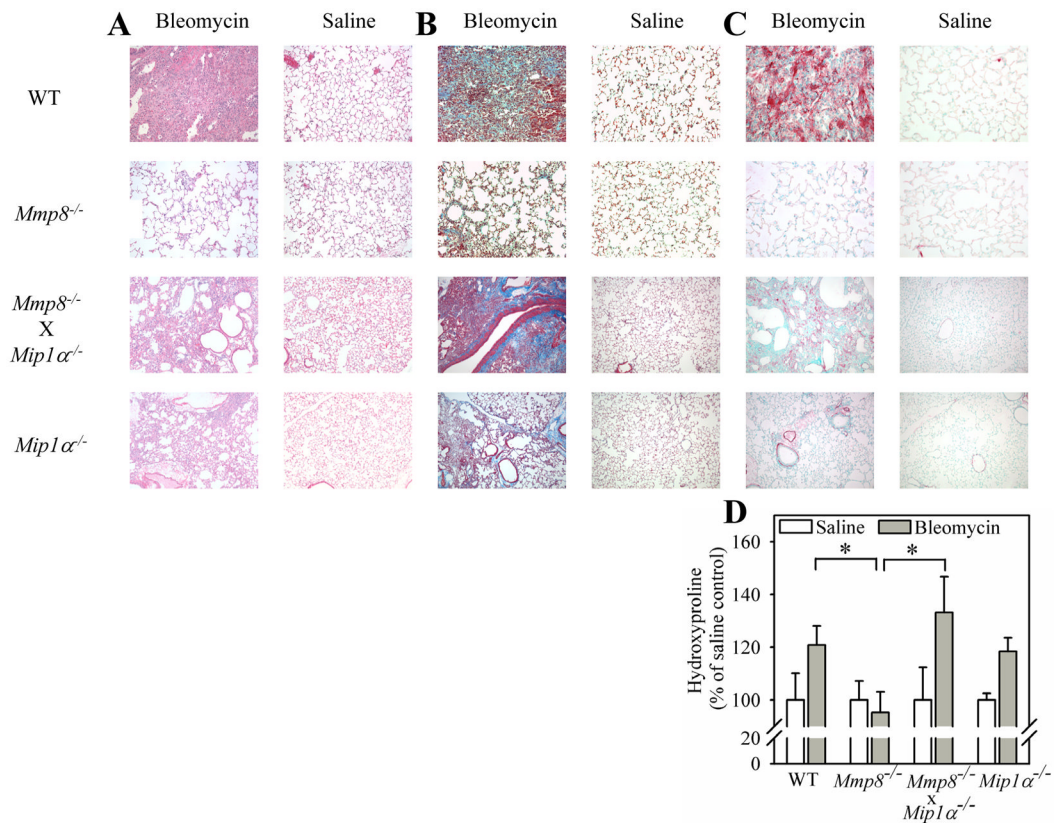 A Bleomycin Saline B Bleomycin Saline C Bleomycin Saline
WT
Mmp8-/-
Mmp8-/-
X
Mip1α-/-
Mip1α-/-
D
Saline Bleomycin
160
140
120
100
20
0
* *
Hydroxyproline
(% of saline control)
WT Mmp8-/- Mmp8-/- Mip1α-/-
x
Mip1α-/-